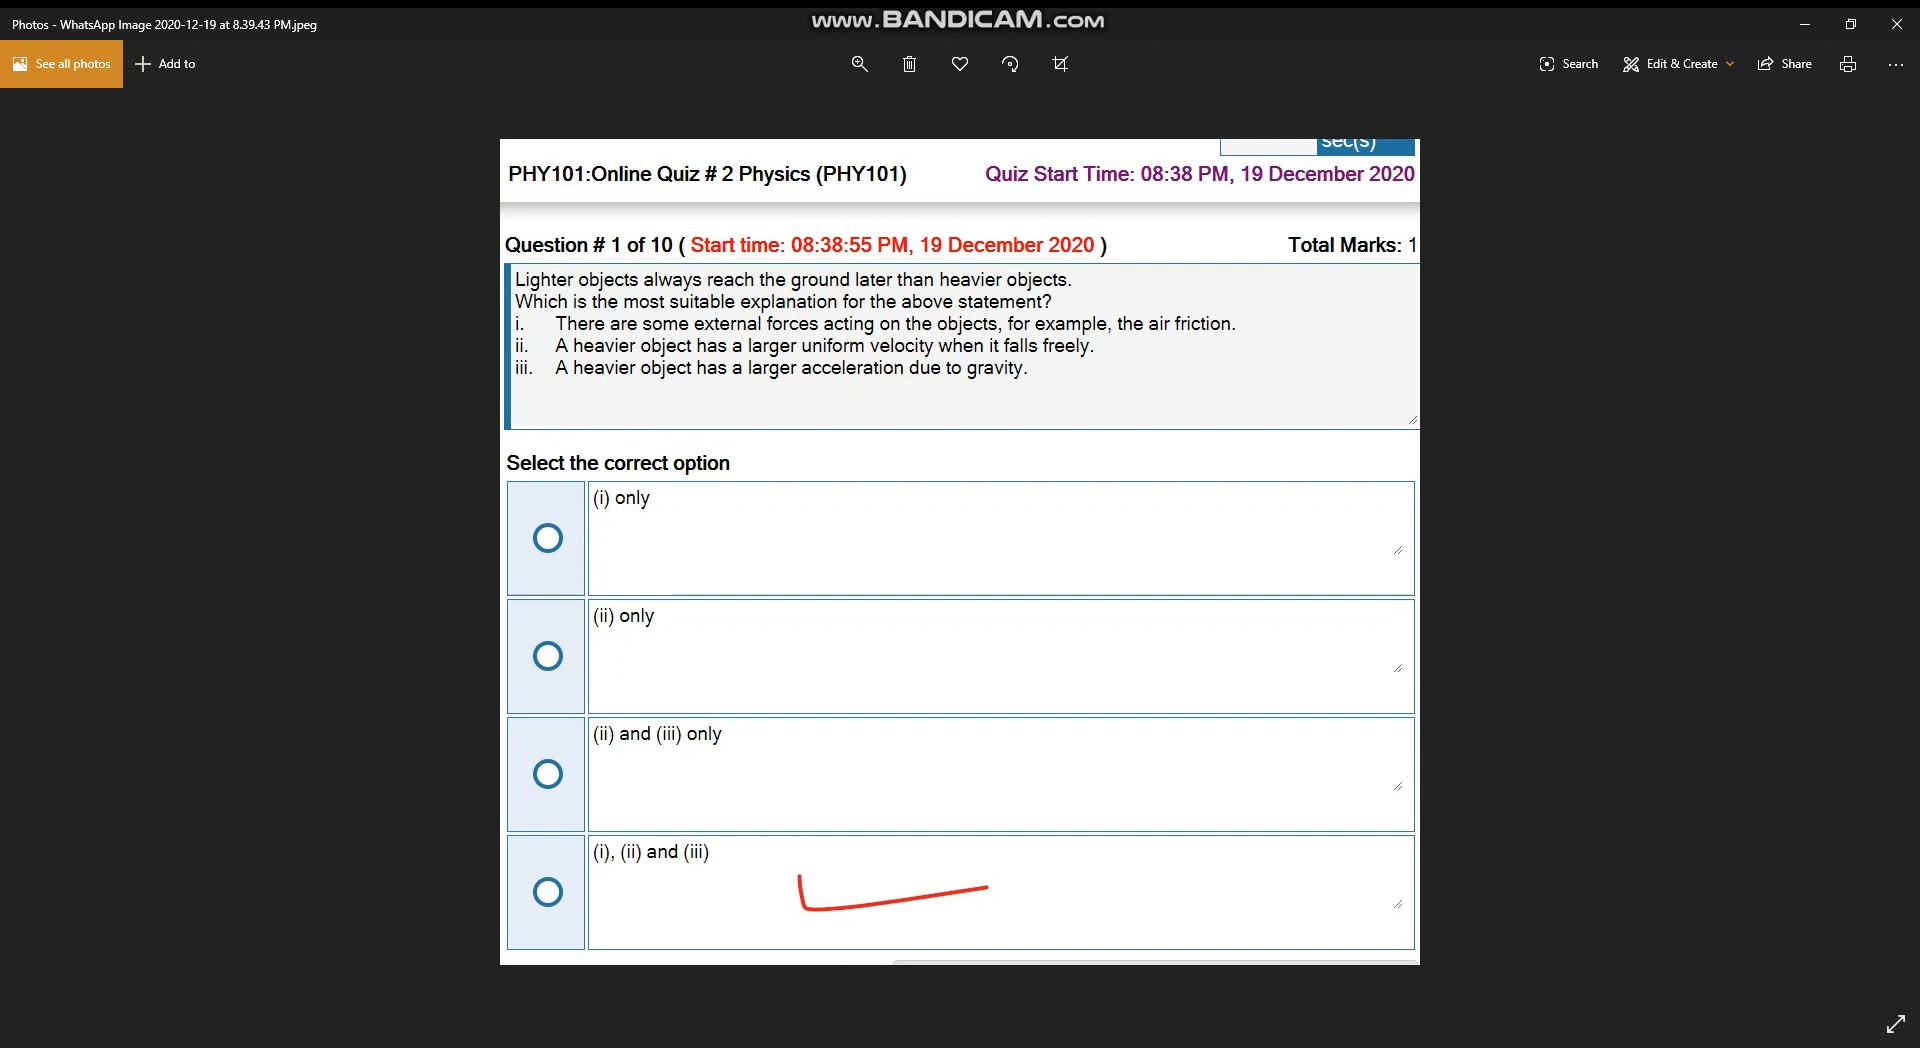 www.BANDICAM.com
Photos - WhatsApp Image 2020-12-19 at 8.39.43 PM.jpeg
See all photos
Add to
Search
Edit & Create
Share
sec(s)
PHY101:Online Quiz # 2 Physics (PHY101)
Quiz Start Time: 08:38 PM, 19 December 2020
Question # 1 of 10 ( Start time: 08:38:55 PM, 19 December 2020 )
Total Marks: 1
Lighter objects always reach the ground later than heavier objects.
Which is the most suitable explanation for the above statement?
i. There are some external forces acting on the objects, for example, the air friction.
ii. A heavier object has a larger uniform velocity when it falls freely.
iii. A heavier object has a larger acceleration due to gravity.
Select the correct option
(i) only
(ii) only
(ii) and (iii) only
(i), (ii) and (iii)